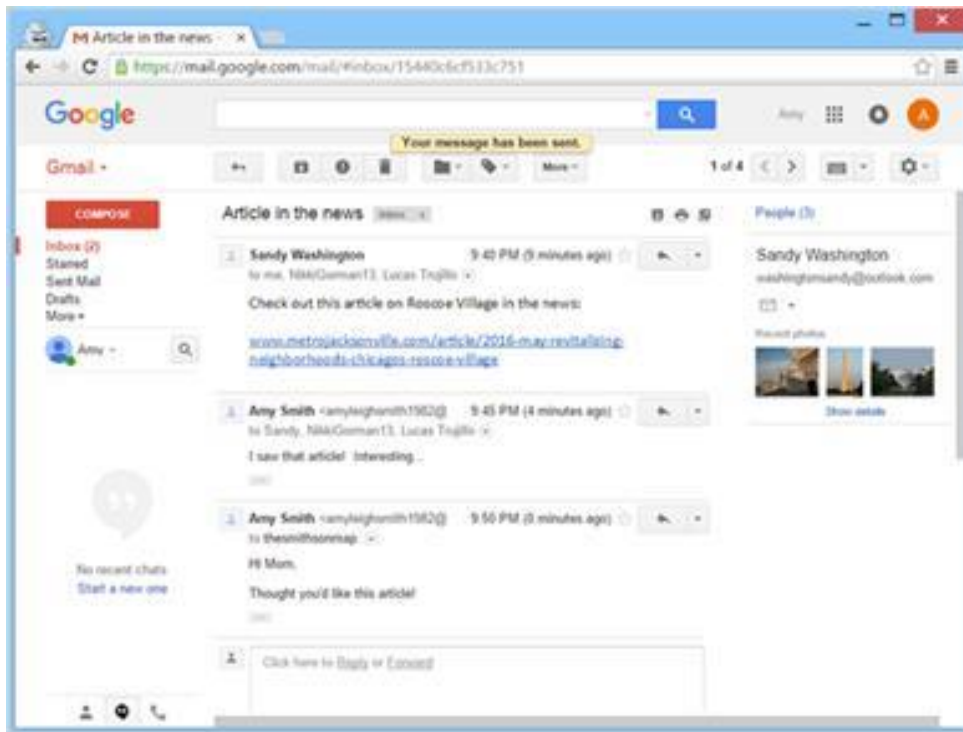 Article in the news
https://mail.google.com/mail/#inbox/15440c6cf533c751
Google
Amy
A
Your message has been sent.
Gmail
More
1 of 4
COMPOSE
Inbox (2)
Starred
Sent Mail
Drafts
More
Amy
No recent chats
Start a new one
Article in the news Inbox x
Sandy Washington 9:40 PM (9 minutes ago)
to me, NikkiGorman13, Lucas Trujillo
Check out this article on Roscoe Village in the news:
www.metrojacksonville.com/article/2016-may-revitalizing-
neighborhoods-chicagos-roscoe-village
Amy Smith <amyleighsmith1982@ 9:45 PM (4 minutes ago)
to Sandy, NikkiGorman13, Lucas Trujillo
I saw that article!
Amy Smith <amyleighsmith1982@ 9:50 PM (0 minutes ago)
to thesmithsonmap
Hi Mom,
Thought you'd like this article!
Click here to Reply or Forward
People (3)
Sandy Washington
washingtonsandy@outlook.com
Recent photos
Show details